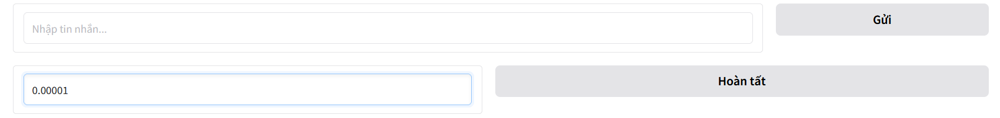 Nhập tin nhắn...
Gửi
0.00001
Hoàn tất